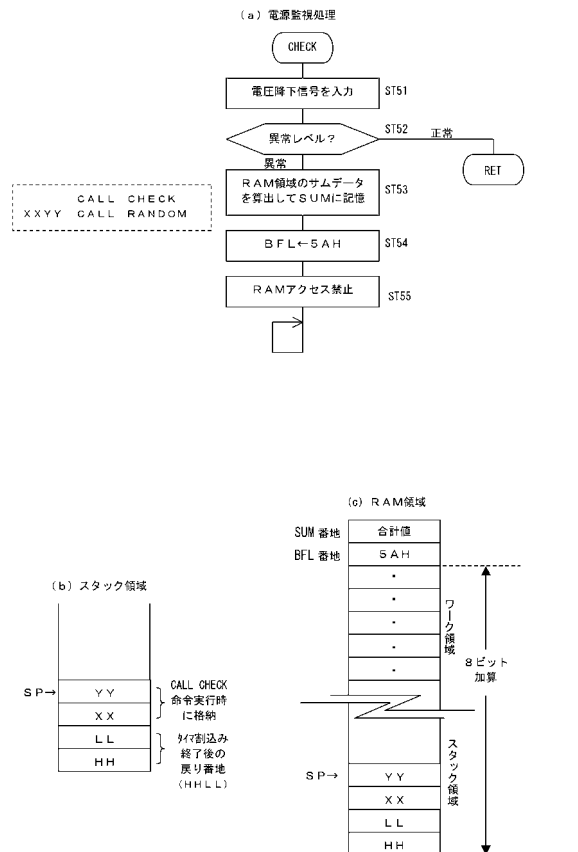 (a) 電源監視処理
CHECK
電圧降下信号を入力
ST51
異常レベル？
ST52
正常
RET
異常
RAM領域のサムデータ
を算出してSUMに記憶
ST53
CALL CHECK
XXYY CALL RANDOM
BFL←5AH
ST54
RAMアクセス禁止
ST55
(b) スタック領域
SP→
YY
XX
LL
HH
CALL CHECK
命令実行時
に格納
ﾀｲﾏ割込み
終了後の
戻り番地
(HHLL)
(c) RAM領域
SUM 番地
合計値
BFL 番地
5AH
ワーク領域
8ビット
加算
スタック領域
SP→
YY
XX
LL
HH